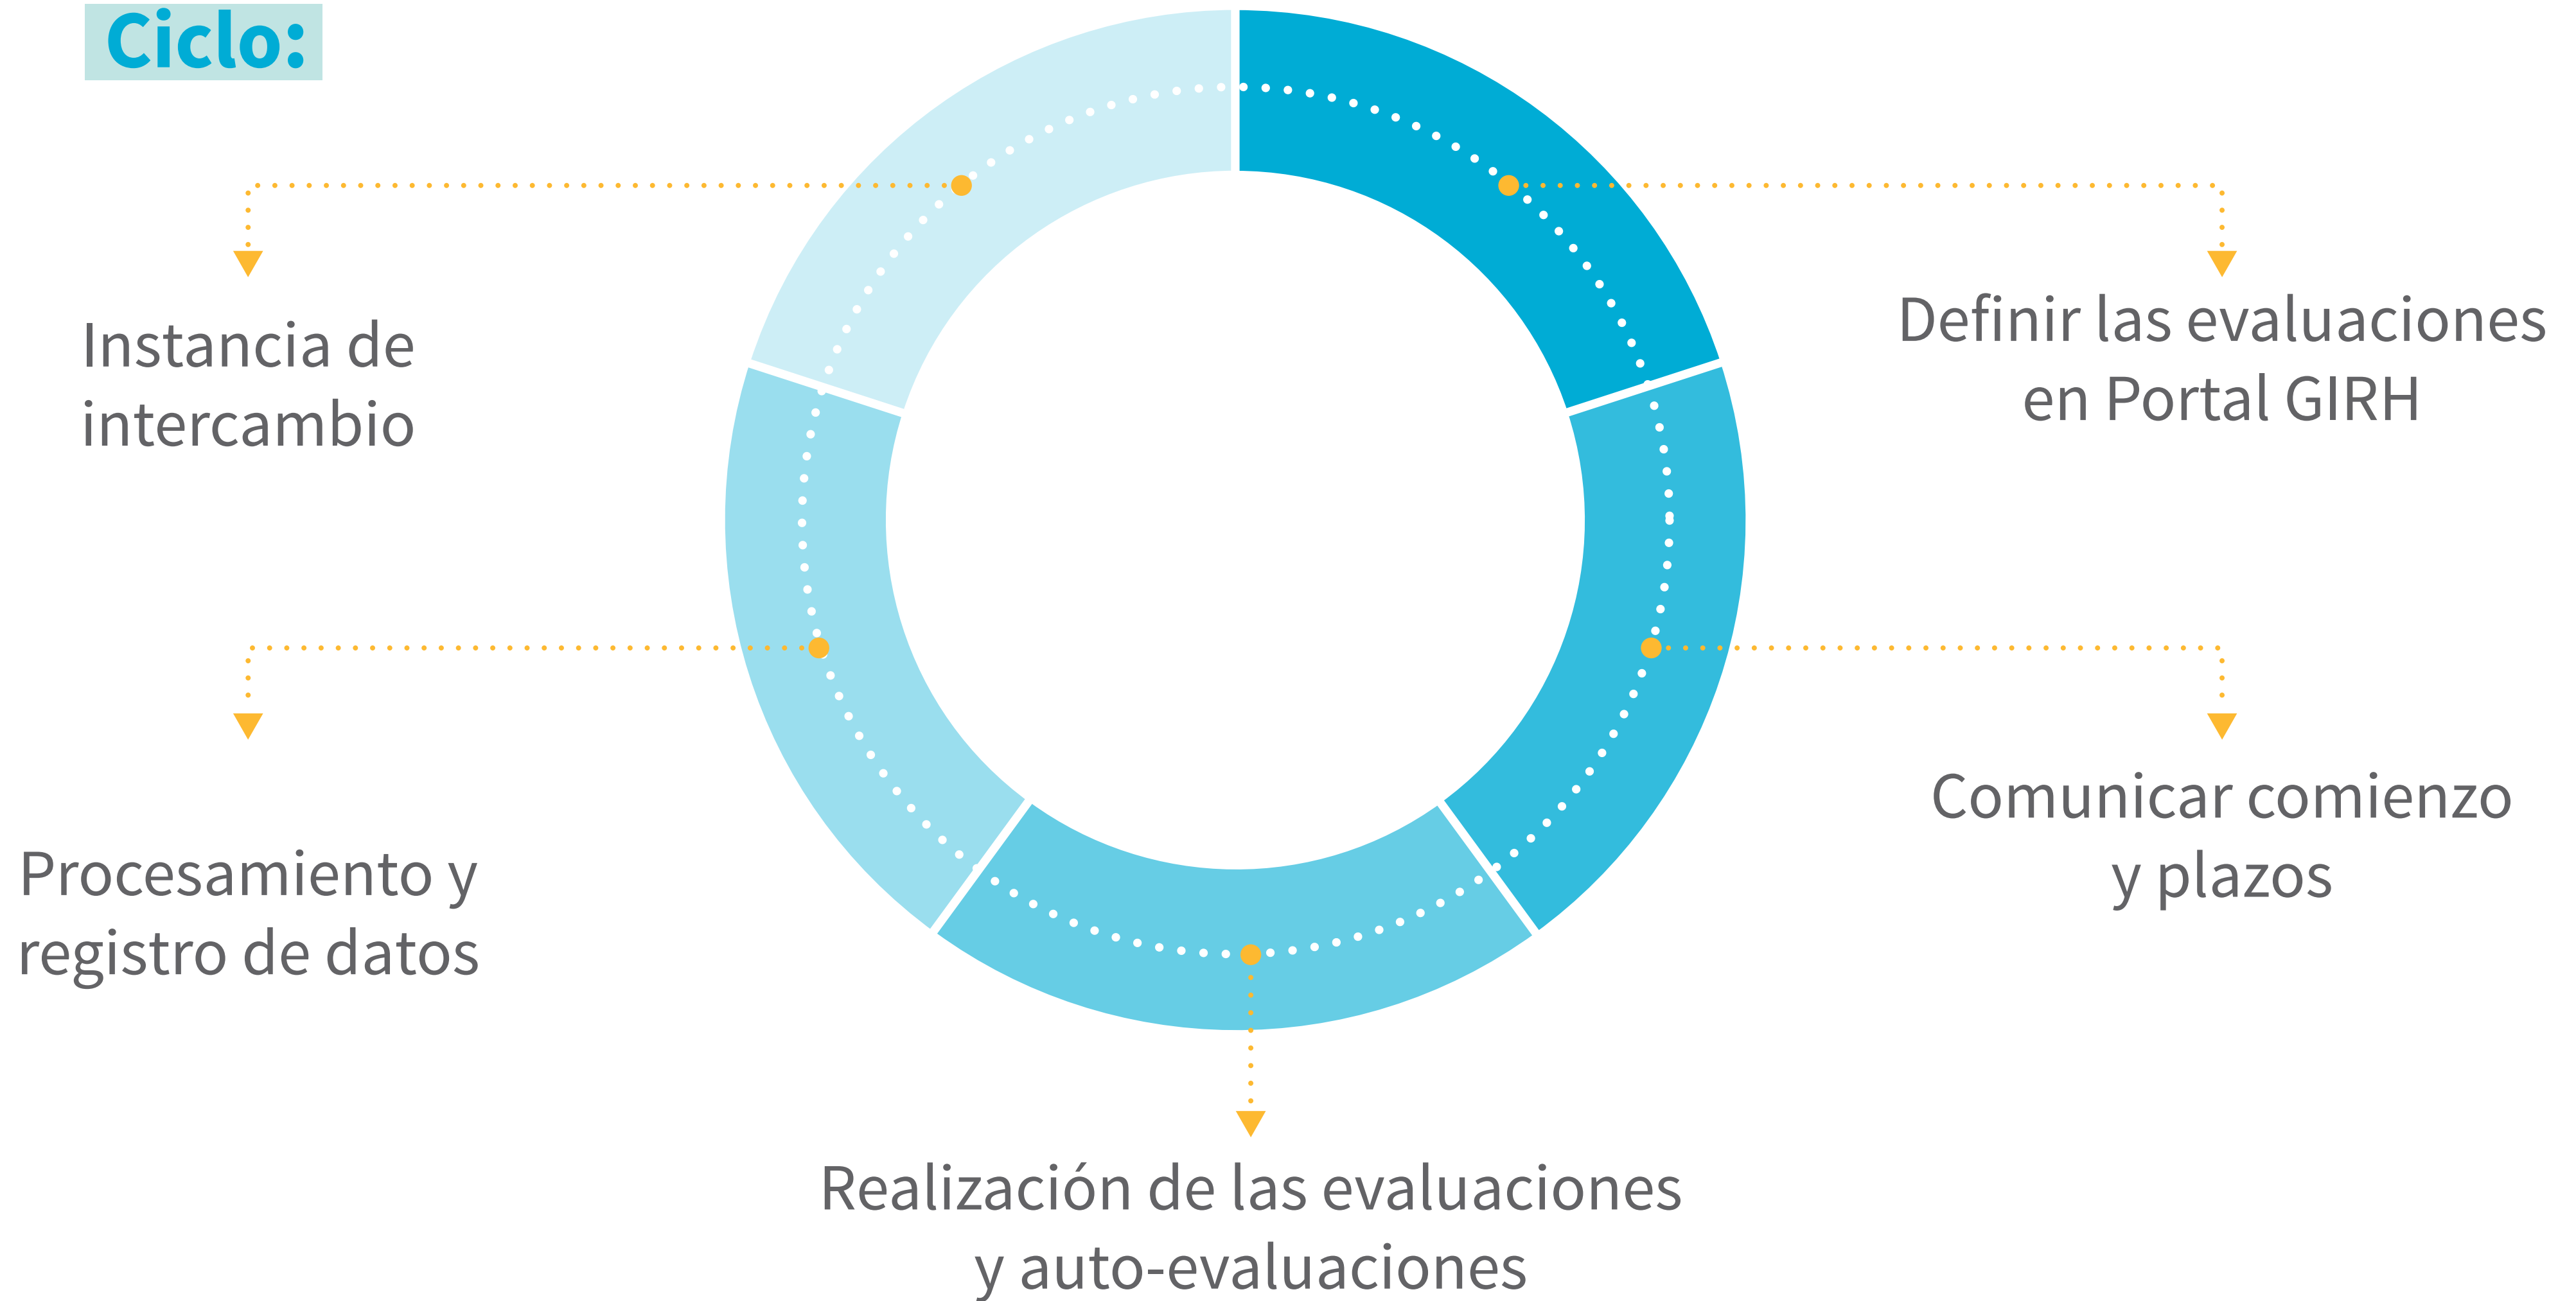 Ciclo:
Definir las evaluaciones
en Portal GIRH
Comunicar comienzo
y plazos
Realización de las evaluaciones
y auto-evaluaciones
Procesamiento y
registro de datos
Instancia de
intercambio